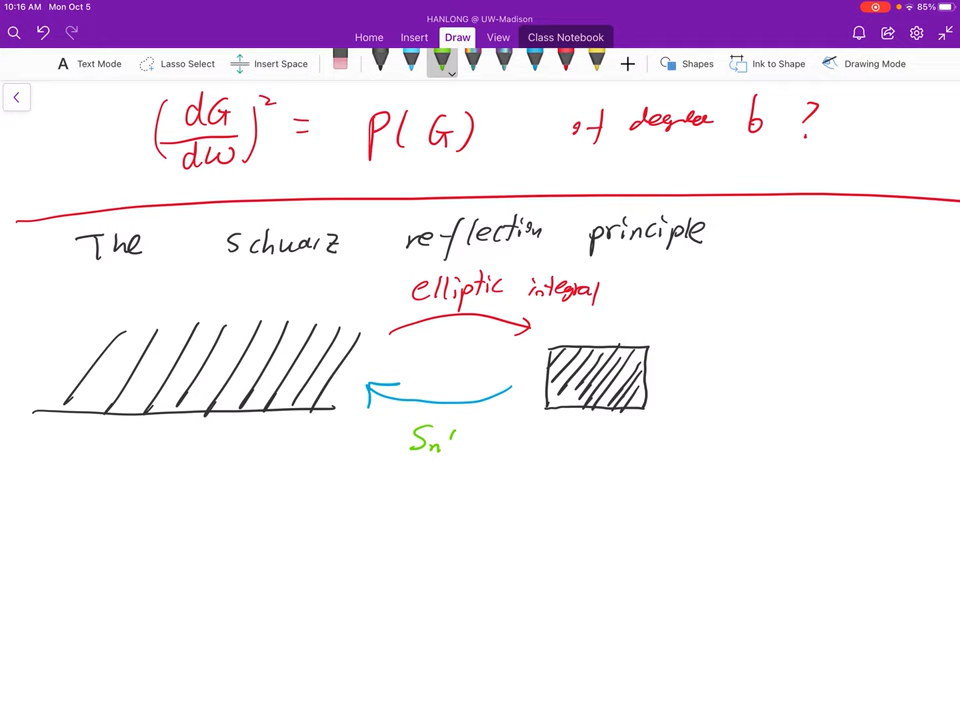 10:16 AM Mon Oct 5
85%
HANLONG @ UW-Madison
Home Insert Draw View Class Notebook
Text Mode Lasso Select Insert Space Shapes Ink to Shape Drawing Mode
(dG/dw)² = P(G) of degree 6 ?
The Schwarz reflection principle
elliptic integral
Sn'